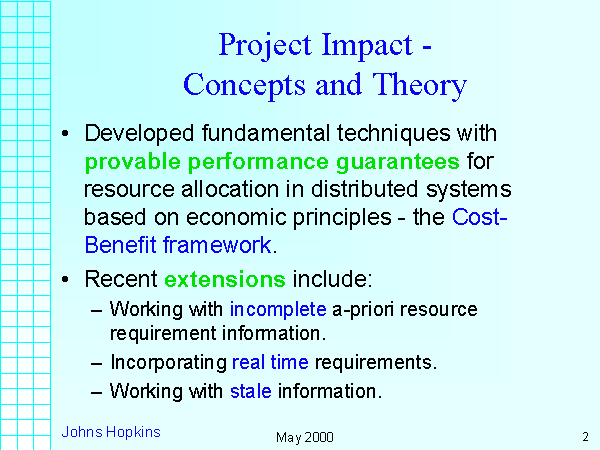 Project Impact -
Concepts and Theory
• Developed fundamental techniques with
provable performance guarantees for
resource allocation in distributed systems
based on economic principles - the Cost-
Benefit framework.
• Recent extensions include:
– Working with incomplete a-priori resource
requirement information.
– Incorporating real time requirements.
– Working with stale information.
Johns Hopkins
May 2000
2